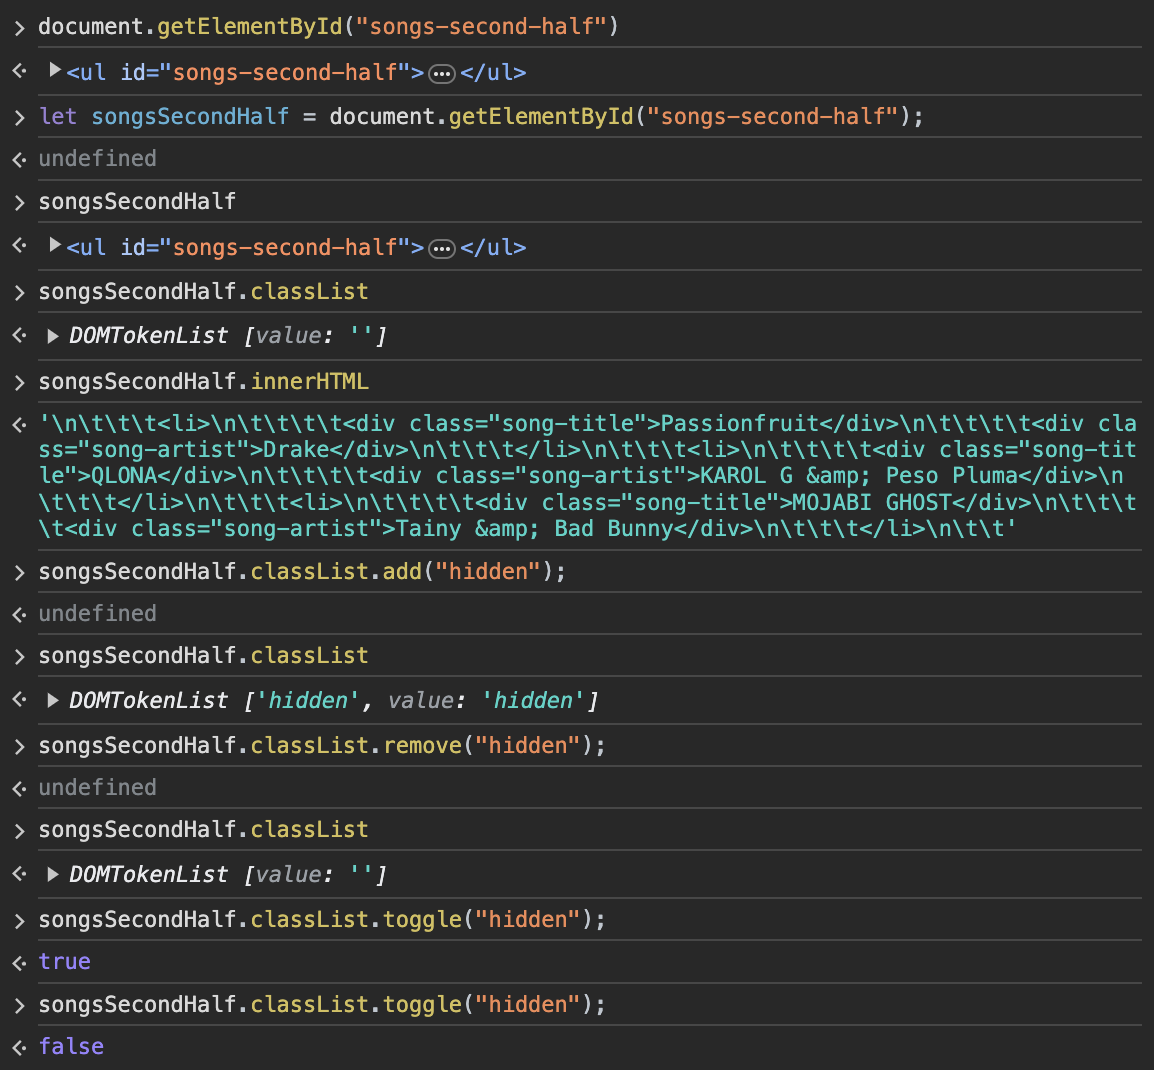 > document.getElementById("songs-second-half")
<· ▶<ul id="songs-second-half">⋯</ul>
> let songsSecondHalf = document.getElementById("songs-second-half");
<· undefined
> songsSecondHalf
<· ▶<ul id="songs-second-half">⋯</ul>
> songsSecondHalf.classList
<· ▶ DOMTokenList [value: '']
> songsSecondHalf.innerHTML
<· '\n\t\t\t<li>\n\t\t\t\t<div class="song-title">Passionfruit</div>\n\t\t\t\t<div cla
ss="song-artist">Drake</div>\n\t\t\t</li>\n\t\t\t<li>\n\t\t\t\t<div class="song-tit
le">QLONA</div>\n\t\t\t\t<div class="song-artist">KAROL G &amp; Peso Pluma</div>\n
\t\t\t</li>\n\t\t\t<li>\n\t\t\t\t<div class="song-title">MOJABI GHOST</div>\n\t\t\t
\t<div class="song-artist">Tainy &amp; Bad Bunny</div>\n\t\t\t</li>\n\t\t'
> songsSecondHalf.classList.add("hidden");
<· undefined
> songsSecondHalf.classList
<· ▶ DOMTokenList ['hidden', value: 'hidden']
> songsSecondHalf.classList.remove("hidden");
<· undefined
> songsSecondHalf.classList
<· ▶ DOMTokenList [value: '']
> songsSecondHalf.classList.toggle("hidden");
<· true
> songsSecondHalf.classList.toggle("hidden");
<· false